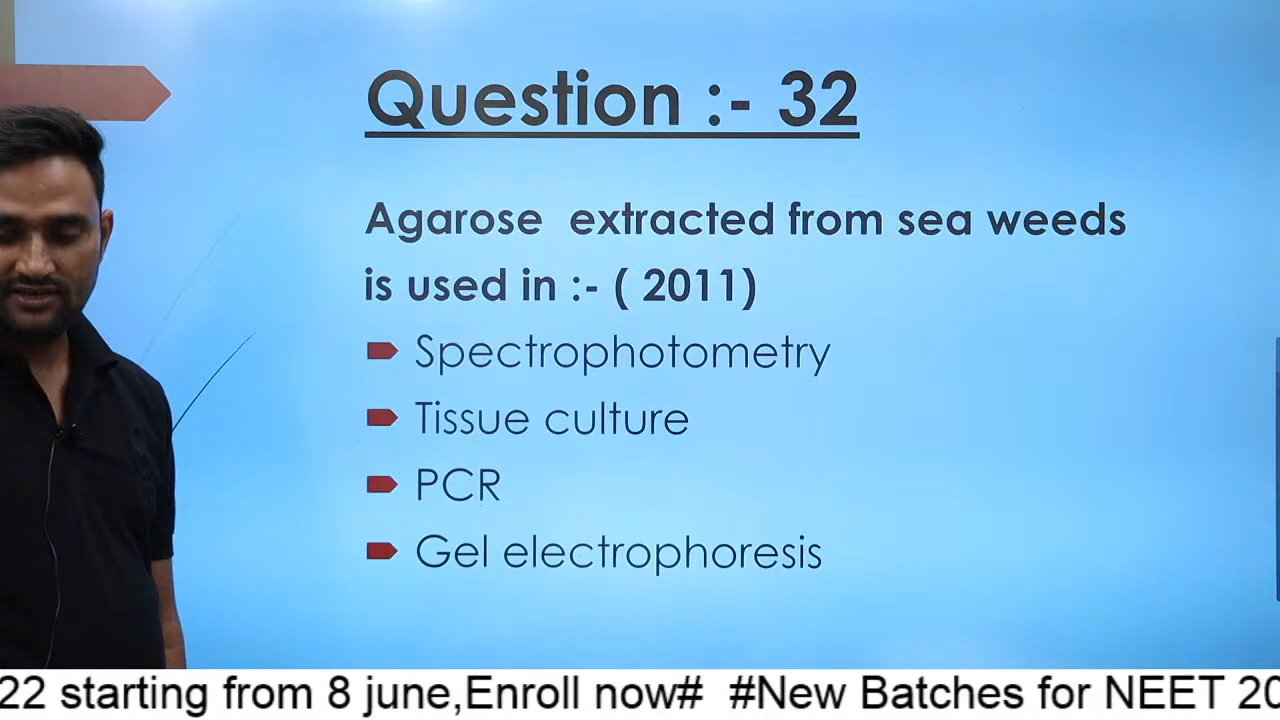 Question :- 32
Agarose extracted from sea weeds
is used in :- ( 2011)
Spectrophotometry
Tissue culture
PCR
Gel electrophoresis
22 starting from 8 june,Enroll now# #New Batches for NEET 20